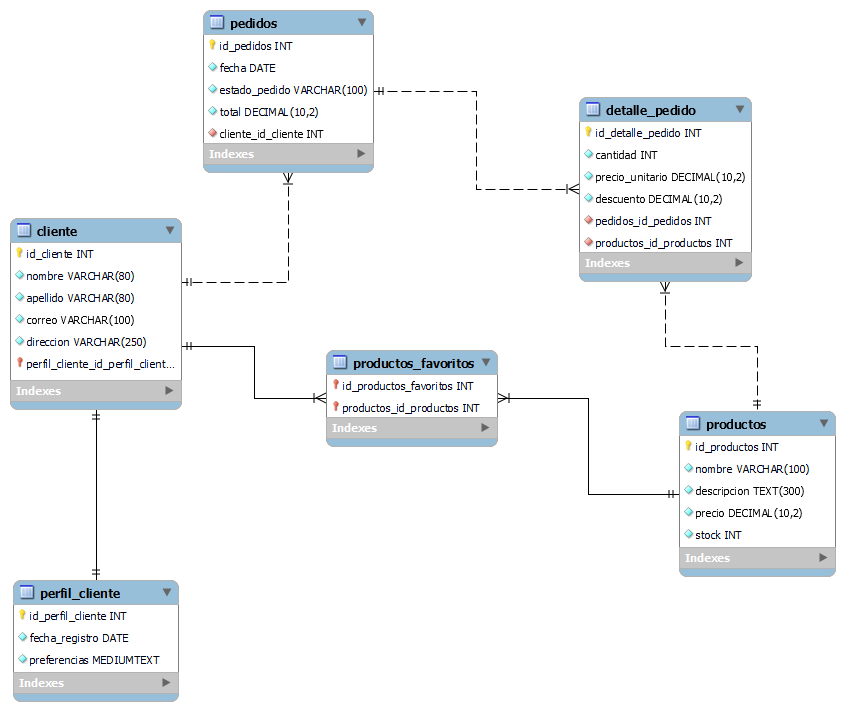 pedidos
id_pedidos INT
fecha DATE
estado_pedido VARCHAR(100)
total DECIMAL(10,2)
cliente_id_cliente INT
Indexes
detalle_pedido
id_detalle_pedido INT
cantidad INT
precio_unitario DECIMAL(10,2)
descuento DECIMAL(10,2)
pedidos_id_pedidos INT
productos_id_productos INT
Indexes
cliente
id_cliente INT
nombre VARCHAR(80)
apellido VARCHAR(80)
correo VARCHAR(100)
direccion VARCHAR(250)
perfil_cliente_id_perfil_client...
Indexes
productos_favoritos
id_productos_favoritos INT
productos_id_productos INT
Indexes
productos
id_productos INT
nombre VARCHAR(100)
descripcion TEXT(300)
precio DECIMAL(10,2)
stock INT
Indexes
perfil_cliente
id_perfil_cliente INT
fecha_registro DATE
preferencias MEDIUMTEXT
Indexes